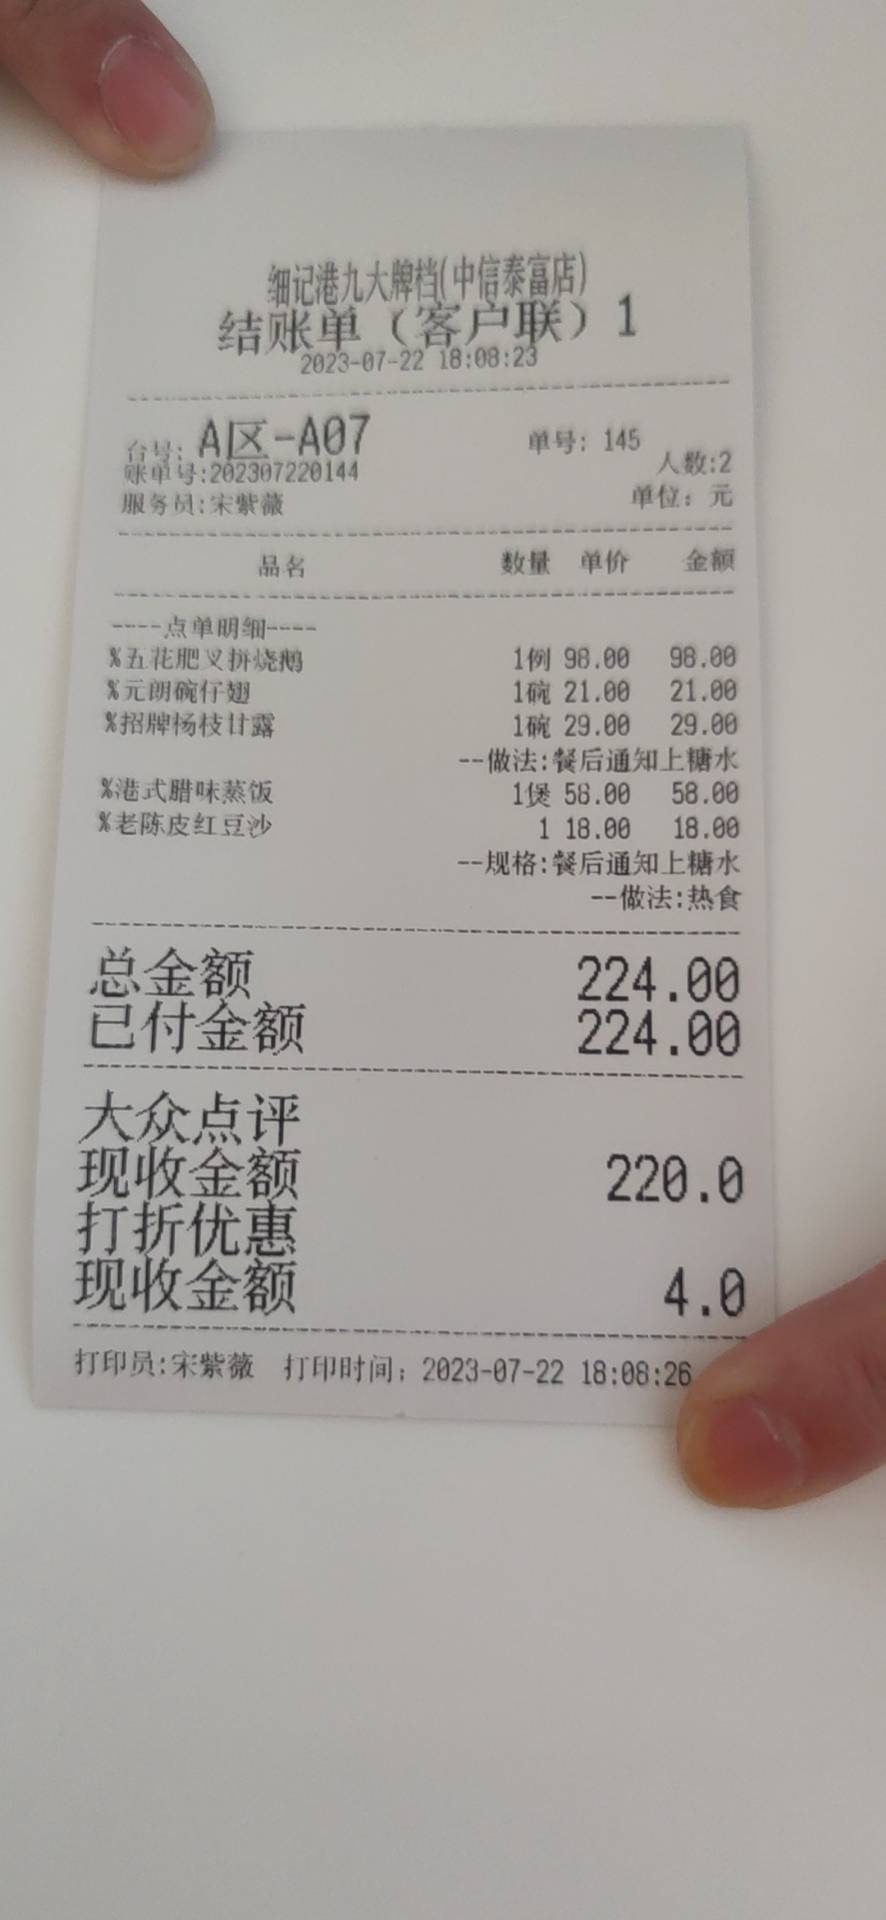 细记港九大牌档(中信泰富店)
结账单（客户联）1
2023-07-22 18:08:23
台号: A区-A07 单号: 145
账单号:202307220144 人数:2
服务员:宋紫薇 单位: 元
品名 数量 单价 金额
----点单明细----
%五花肥叉拼烧鹅 1例 98.00 98.00
%元朗碗仔翅 1碗 21.00 21.00
%招牌杨枝甘露 1碗 29.00 29.00
--做法:餐后通知上糖水
%港式腊味蒸饭 1煲 58.00 58.00
%老陈皮红豆沙 1 18.00 18.00
--规格:餐后通知上糖水
--做法:热食
总金额 224.00
已付金额 224.00
大众点评
现收金额 220.0
打折优惠
现收金额 4.0
打印员:宋紫薇 打印时间: 2023-07-22 18:08:26